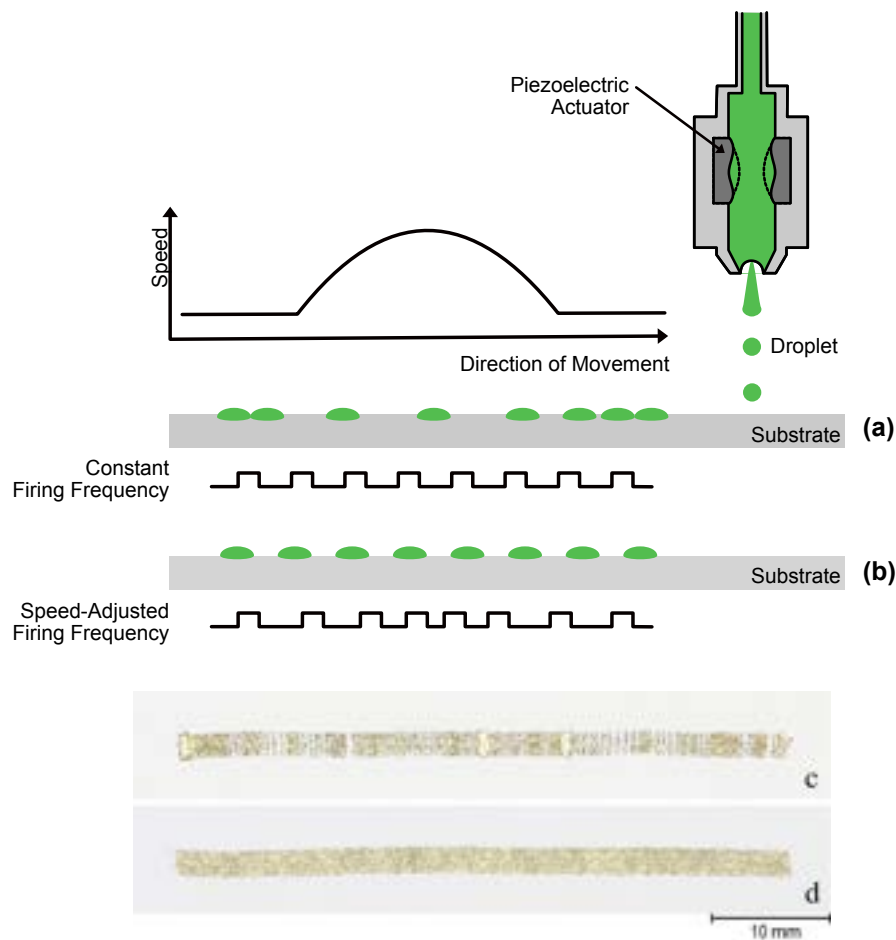 Piezoelectric
Actuator
Speed
Droplet
Direction of Movement
(a)
Substrate
Constant
Firing Frequency
(b)
Substrate
Speed-Adjusted
Firing Frequency
c
d
10 mm